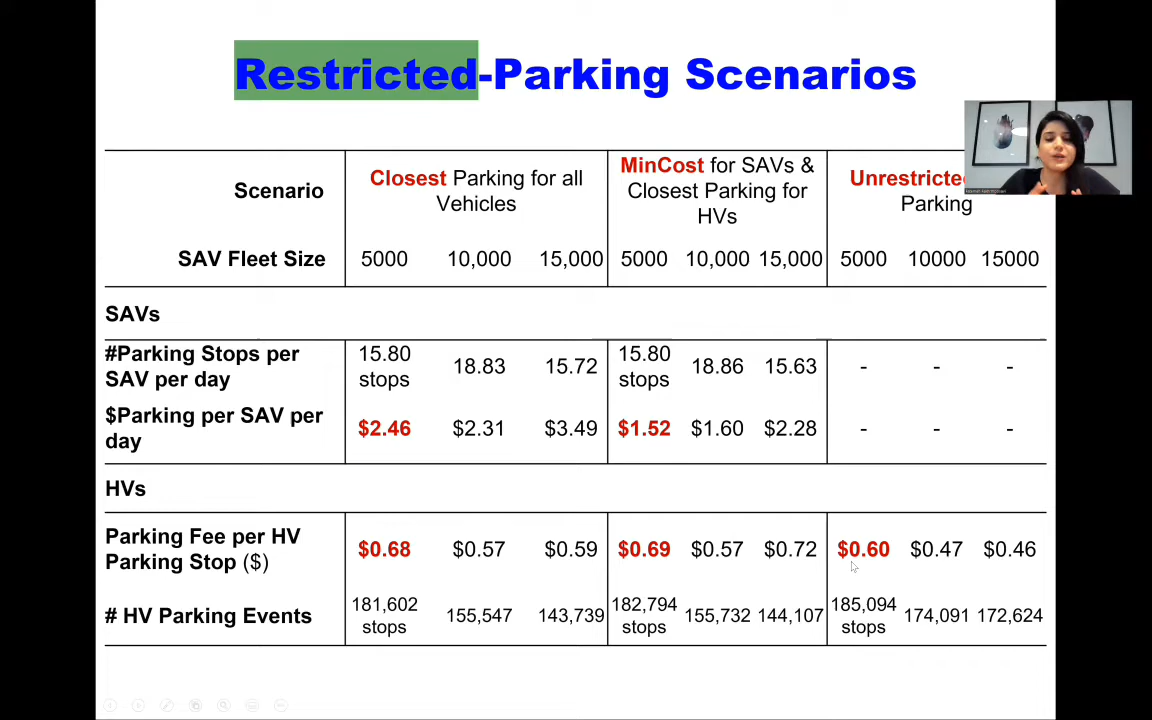 Restricted-Parking Scenarios
Scenario
Closest Parking for all
Vehicles
MinCost for SAVs &
Closest Parking for
HVs
Unrestricte
Parking
SAV Fleet Size 5000 10,000 15,000 5000 10,000 15,000 5000 10000 15000
SAVs
#Parking Stops per
SAV per day
15.80
stops
18.83 15.72
15.80
stops
18.86 15.63 - - -
$Parking per SAV per
day
$2.46 $2.31 $3.49 $1.52 $1.60 $2.28 - - -
HVs
Parking Fee per HV
Parking Stop ($)
$0.68 $0.57 $0.59 $0.69 $0.57 $0.72 $0.60 $0.47 $0.46
# HV Parking Events
181,602
stops
155,547 143,739
182,794
stops
155,732 144,107
185,094
stops
174,091 172,624